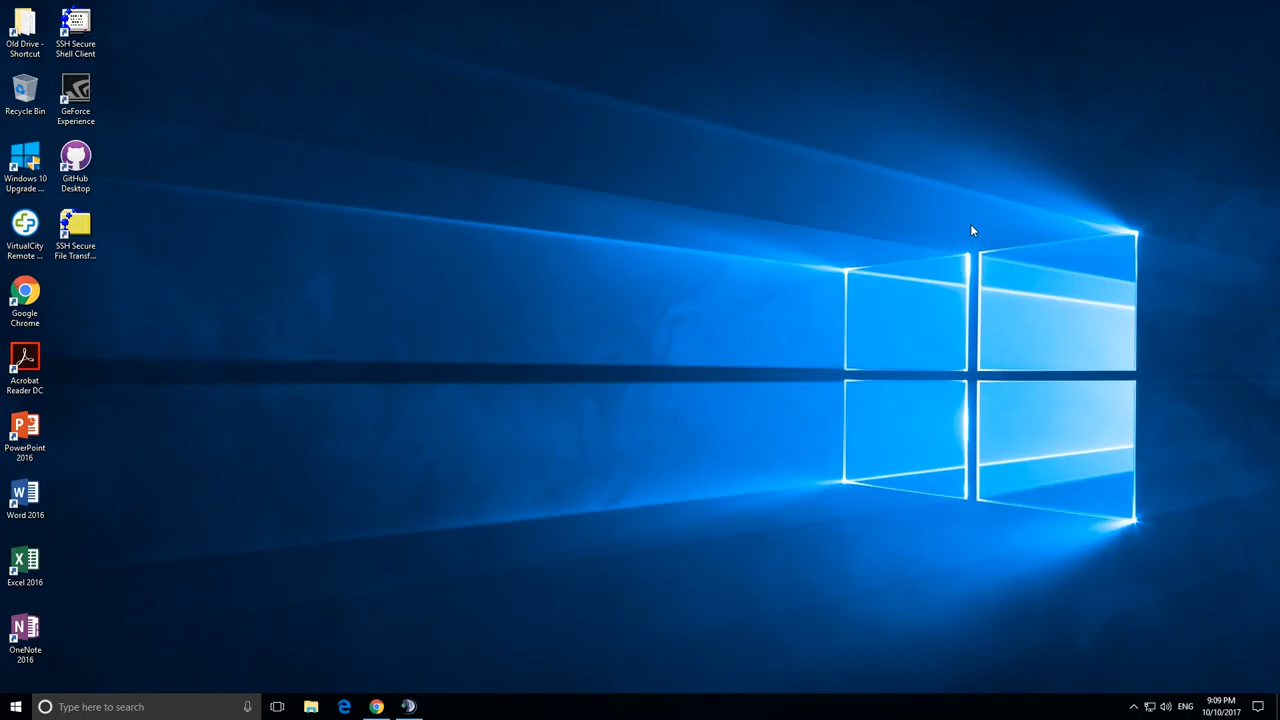 Old Drive -
Shortcut
SSH Secure
Shell Client
Recycle Bin
GeForce
Experience
Windows 10
Upgrade ...
GitHub
Desktop
VirtualCity
Remote ...
SSH Secure
File Transf...
Google
Chrome
Acrobat
Reader DC
PowerPoint
2016
Word 2016
Excel 2016
OneNote
2016
Type here to search
ENG
9:09 PM
10/10/2017